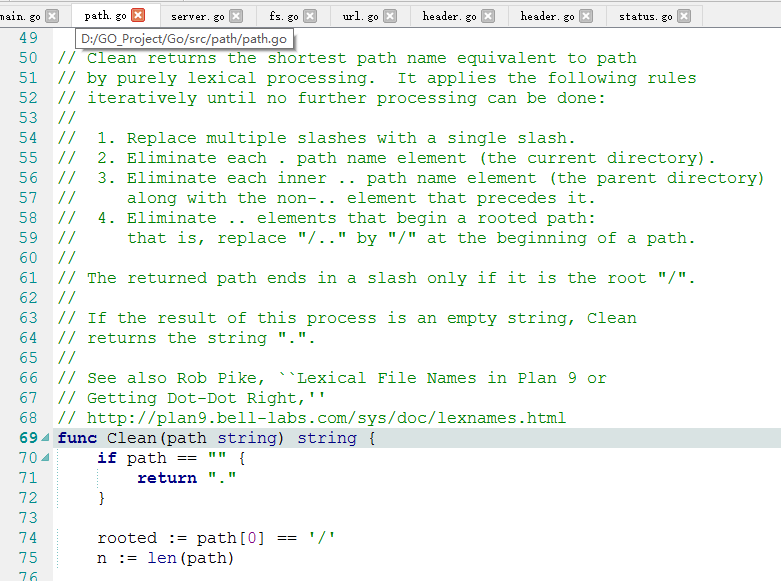 main.go path.go server.go fs.go url.go header.go header.go status.go
D:/GO_Project/Go/src/path/path.go
49
50 // Clean returns the shortest path name equivalent to path
51 // by purely lexical processing.  It applies the following rules
52 // iteratively until no further processing can be done:
53 //
54 //  1. Replace multiple slashes with a single slash.
55 //  2. Eliminate each . path name element (the current directory).
56 //  3. Eliminate each inner .. path name element (the parent directory)
57 //     along with the non-.. element that precedes it.
58 //  4. Eliminate .. elements that begin a rooted path:
59 //     that is, replace "/.." by "/" at the beginning of a path.
60 //
61 // The returned path ends in a slash only if it is the root "/".
62 //
63 // If the result of this process is an empty string, Clean
64 // returns the string ".".
65 //
66 // See also Rob Pike, ``Lexical File Names in Plan 9 or
67 // Getting Dot-Dot Right,''
68 // http://plan9.bell-labs.com/sys/doc/lexnames.html
69 func Clean(path string) string {
70     if path == "" {
71         return "."
72     }
73
74     rooted := path[0] == '/'
75     n := len(path)
76